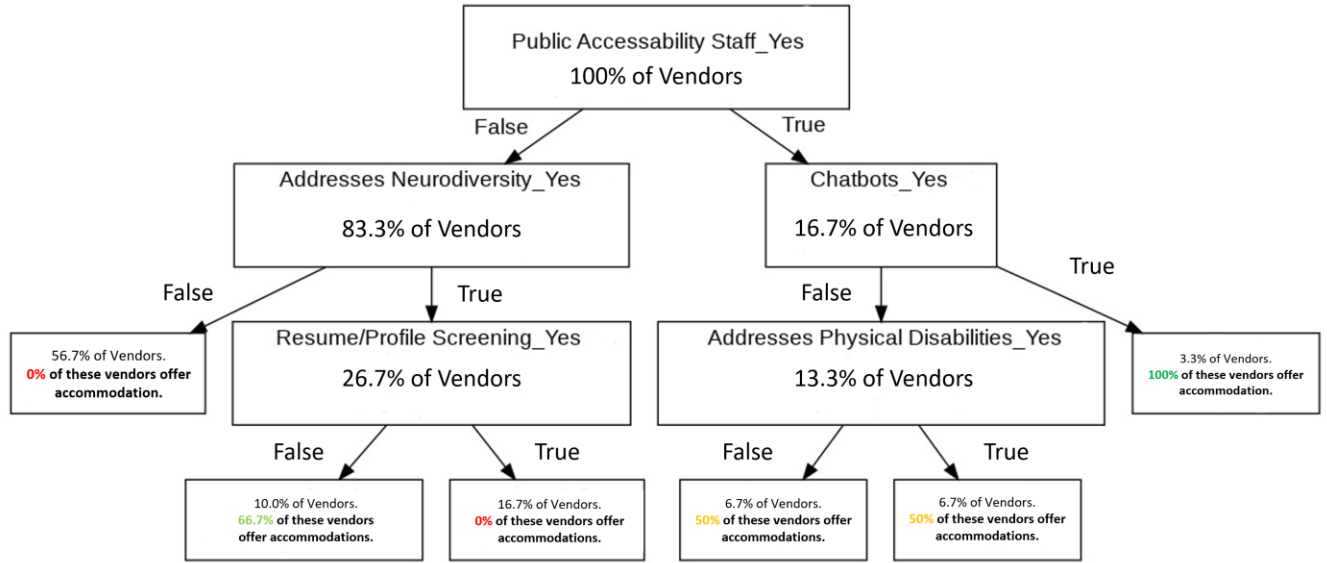 Public Accessability Staff_Yes
100% of Vendors
False
True
Addresses Neurodiversity_Yes
83.3% of Vendors
Chatbots_Yes
16.7% of Vendors
False
True
False
True
56.7% of Vendors.
0% of these vendors offer
accommodation.
Resume/Profile Screening_Yes
26.7% of Vendors
Addresses Physical Disabilities_Yes
13.3% of Vendors
3.3% of Vendors.
100% of these vendors offer
accommodation.
False
True
False
True
10.0% of Vendors.
66.7% of these vendors
offer accommodations.
16.7% of Vendors.
0% of these vendors offer
accommodations.
6.7% of Vendors.
50% of these vendors offer
accommodations.
6.7% of Vendors.
50% of these vendors offer
accommodations.